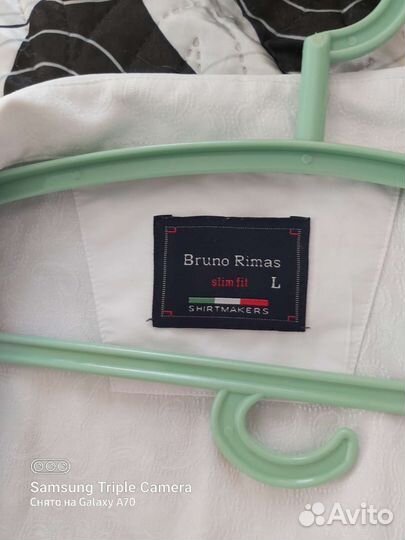 Bruno Rimas
slim fit L
SHIRTMAKERS
Samsung Triple Camera
Снято на Galaxy A70
Avito